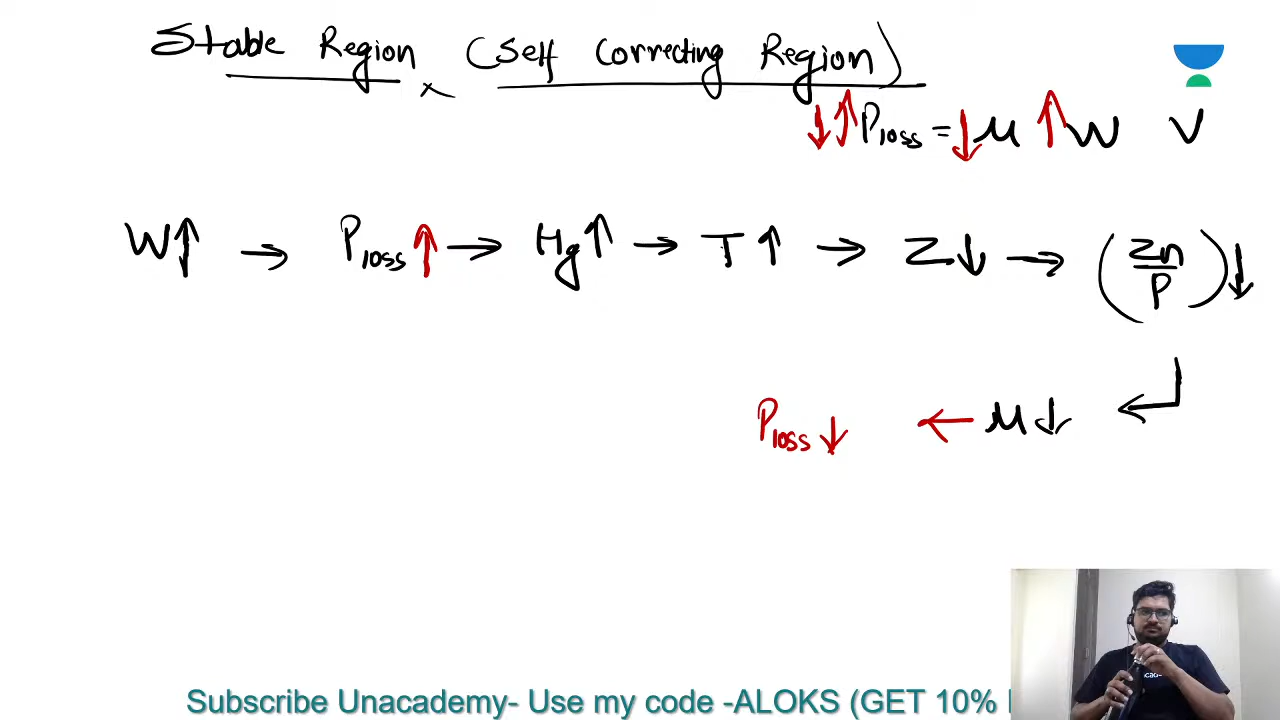 Stable Region (Self Correcting Region)
↓↑ Ploss = ↓μ ↑W V
W↑ → Ploss↑ → Hg↑ → T↑ → Z↓ → (Zn/P)↓
Ploss↓ ← μ↓ ←
Subscribe Unacademy- Use my code -ALOKS (GET 10%